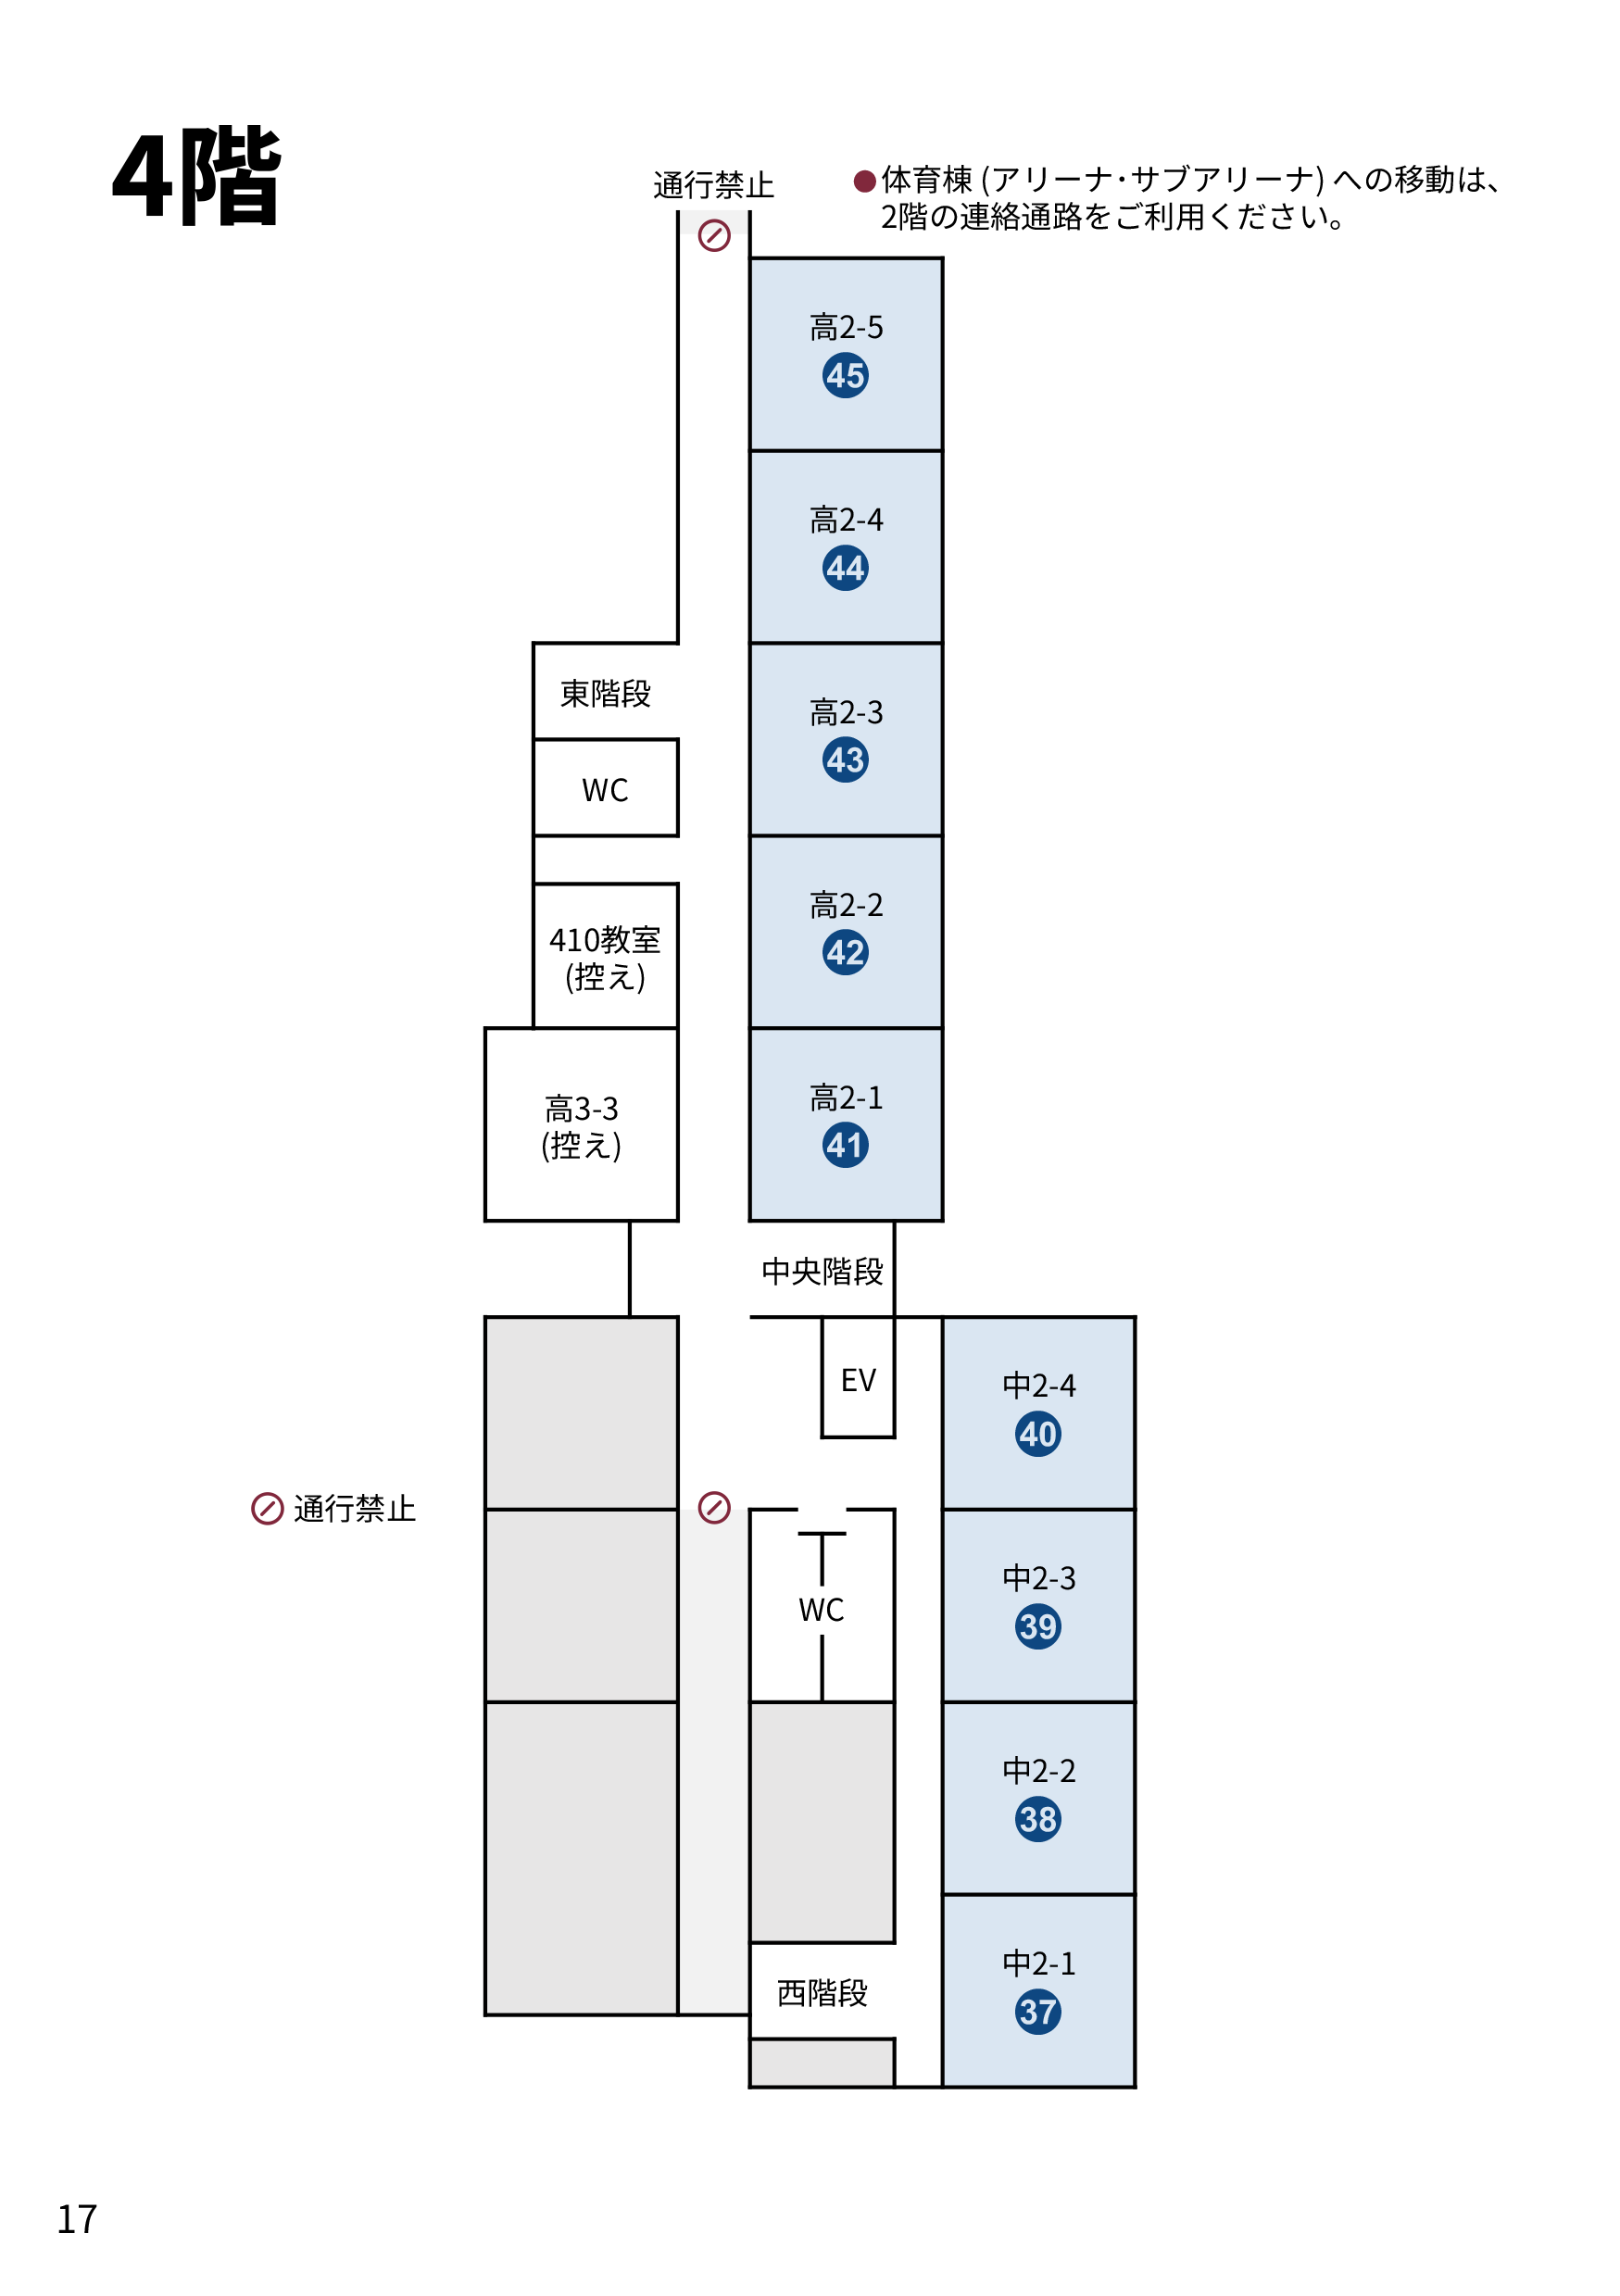 4階
通行禁止
体育棟 (アリーナ・サブアリーナ) への移動は、
2階の連絡通路をご利用ください。
高2-5
45
高2-4
44
東階段
高2-3
43
WC
高2-2
42
410教室
(控え)
高2-1
41
高3-3
(控え)
中央階段
EV
中2-4
40
通行禁止
中2-3
39
WC
中2-2
38
中2-1
37
西階段
17